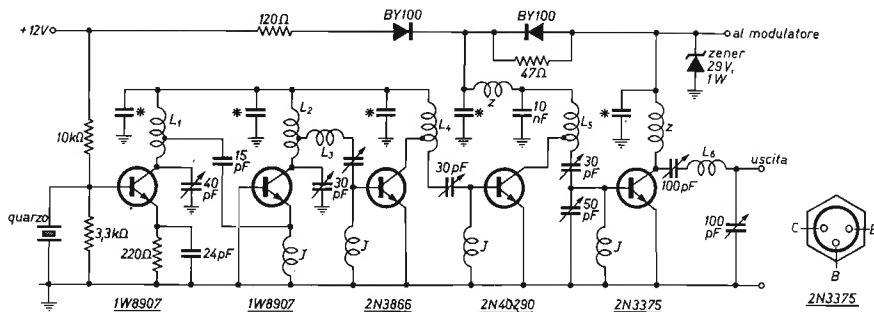 120Ω
BY100
BY100
+12V
al modulatore
47Ω
zener
29V,
1W
z
*
L1
*
L2
*
L4
*
10
nF
L5
*
z
10kΩ
15
pF
L3
30pF
30
pF
L6
uscita
40
pF
30
pF
100pF
quarzo
50
pF
100
pF
3,3kΩ
220Ω
24pF
J
J
J
J
C
E
B
1W8907
1W8907
2N3866
2N40290
2N3375
2N3375